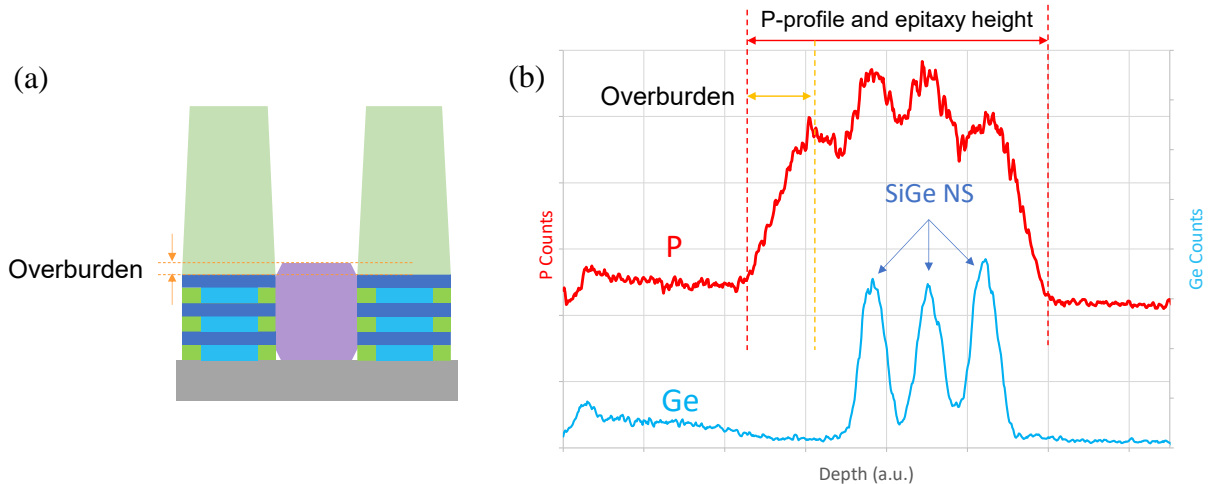 (a)
Overburden
(b)
P-profile and epitaxy height
Overburden
SiGe NS
P
Ge
P Counts
Ge Counts
Depth (a.u.)